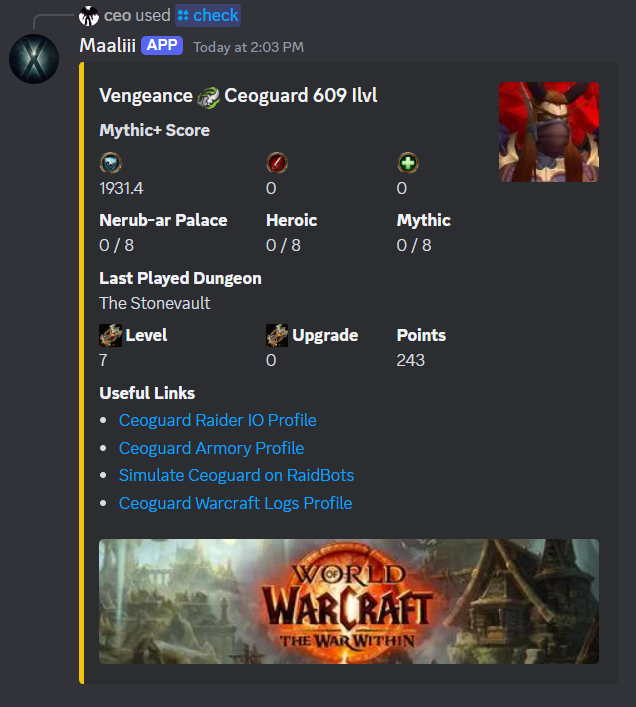 ceo used check
Maaliii APP Today at 2:03 PM
Vengeance Ceoguard 609 Ilvl
Mythic+ Score
1931.4 0 0
Nerub-ar Palace Heroic Mythic
0 / 8 0 / 8 0 / 8
Last Played Dungeon
The Stonevault
Level Upgrade Points
7 0 243
Useful Links
Ceoguard Raider IO Profile
Ceoguard Armory Profile
Simulate Ceoguard on RaidBots
Ceoguard Warcraft Logs Profile
WORLD
OF
WARCRAFT
THE WAR WITHIN